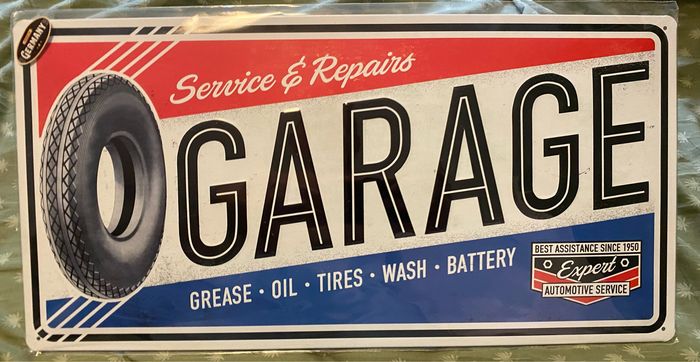 GERMANY
Service & Repairs
GARAGE
GREASE · OIL · TIRES · WASH · BATTERY
BEST ASSISTANCE SINCE 1950
Expert
AUTOMOTIVE SERVICE